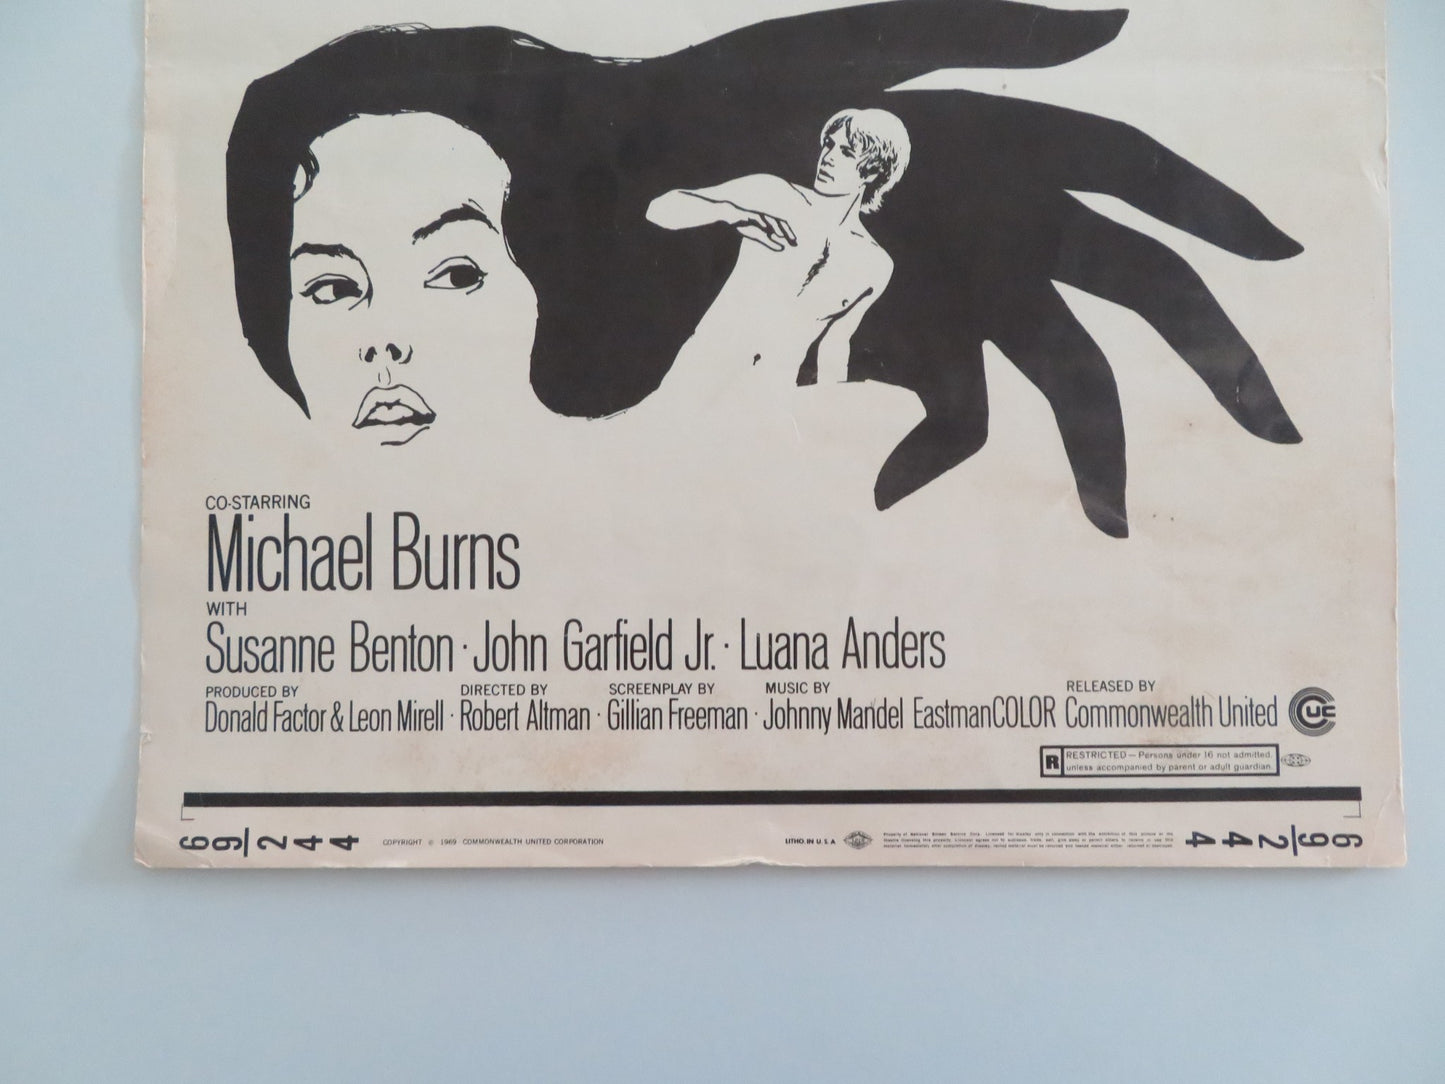 CO-STARRING
Michael Burns
WITH
Susanne Benton · John Garfield Jr. · Luana Anders
PRODUCED BY DIRECTED BY SCREENPLAY BY MUSIC BY RELEASED BY
Donald Factor & Leon Mirell · Robert Altman · Gillian Freeman · Johnny Mandel EastmanCOLOR Commonwealth United CUC
R RESTRICTED — Persons under 16 not admitted,
unless accompanied by parent or adult guardian.
69/244 COPYRIGHT © 1969 COMMONWEALTH UNITED CORPORATION LITHO. IN U. S. A 69/244